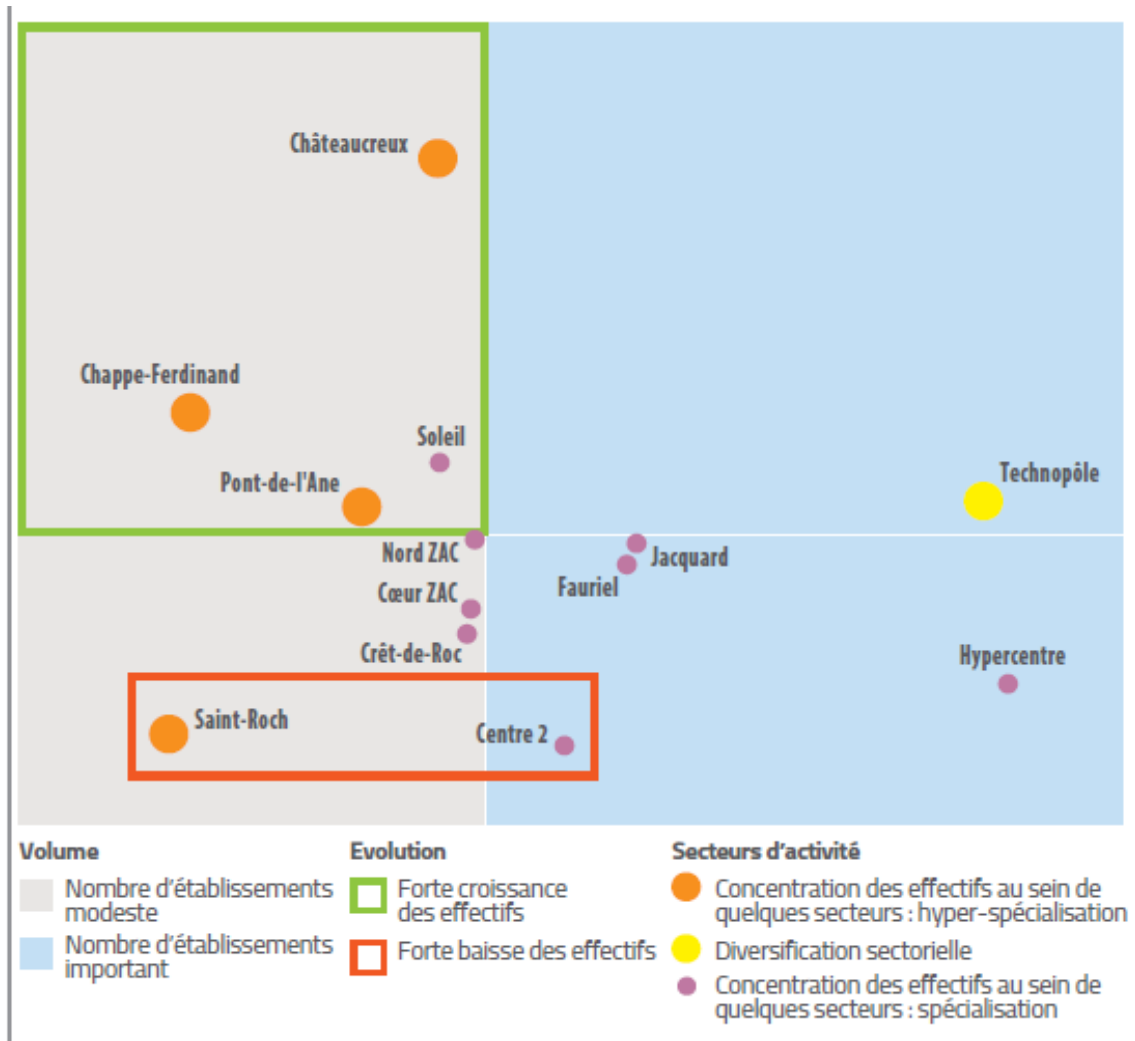 Châteaucreux
Chappe-Ferdinand
Soleil
Pont-de-l'Ane
Technopôle
Nord ZAC
Jacquard
Fauriel
Cœur ZAC
Crêt-de-Roc
Hypercentre
Saint-Roch
Centre 2
Volume
Nombre d'établissements
modeste
Nombre d'établissements
important
Evolution
Forte croissance
des effectifs
Forte baisse des effectifs
Secteurs d'activité
Concentration des effectifs au sein de
quelques secteurs : hyper-spécialisation
Diversification sectorielle
Concentration des effectifs au sein de
quelques secteurs : spécialisation